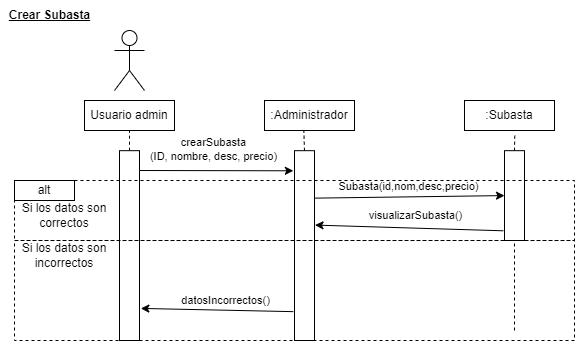 Crear Subasta
Usuario admin
:Administrador
:Subasta
crearSubasta
(ID, nombre, desc, precio)
alt
Si los datos son
correctos
Subasta(id,nom,desc,precio)
visualizarSubasta()
Si los datos son
incorrectos
datosIncorrectos()